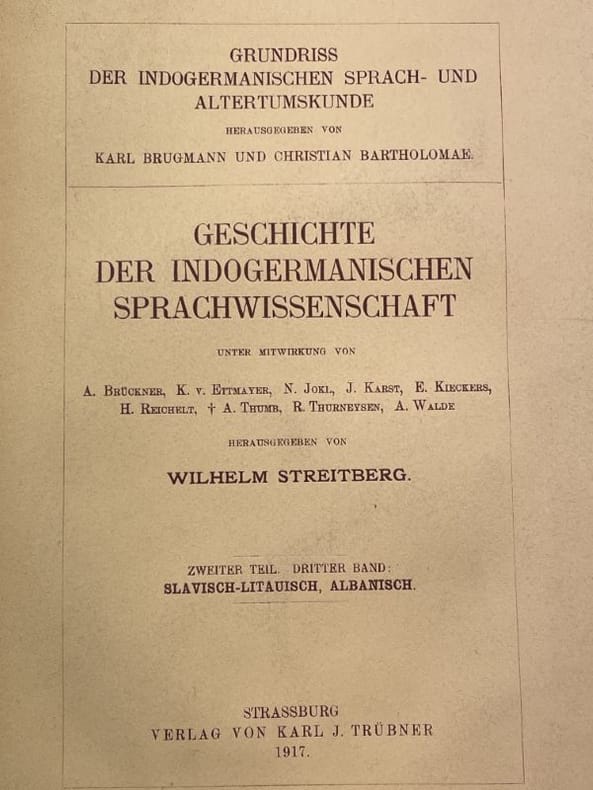 GRUNDRISS
DER INDOGERMANISCHEN SPRACH- UND
ALTERTUMSKUNDE
HERAUSGEGEBEN VON
KARL BRUGMANN UND CHRISTIAN BARTHOLOMAE.
GESCHICHTE
DER INDOGERMANISCHEN
SPRACHWISSENSCHAFT
UNTER MITWIRKUNG VON
A. BRÜCKNER, K. V. ETTMAYER, N. JOKL, J. KARST, E. KIECKERS,
H. REICHELT, † A. THUMB, R. THURNEYSEN, A. WALDE
HERAUSGEGEBEN VON
WILHELM STREITBERG.
ZWEITER TEIL. DRITTER BAND:
SLAVISCH-LITAUISCH, ALBANISCH.
STRASSBURG
VERLAG VON KARL J. TRÜBNER
1917.